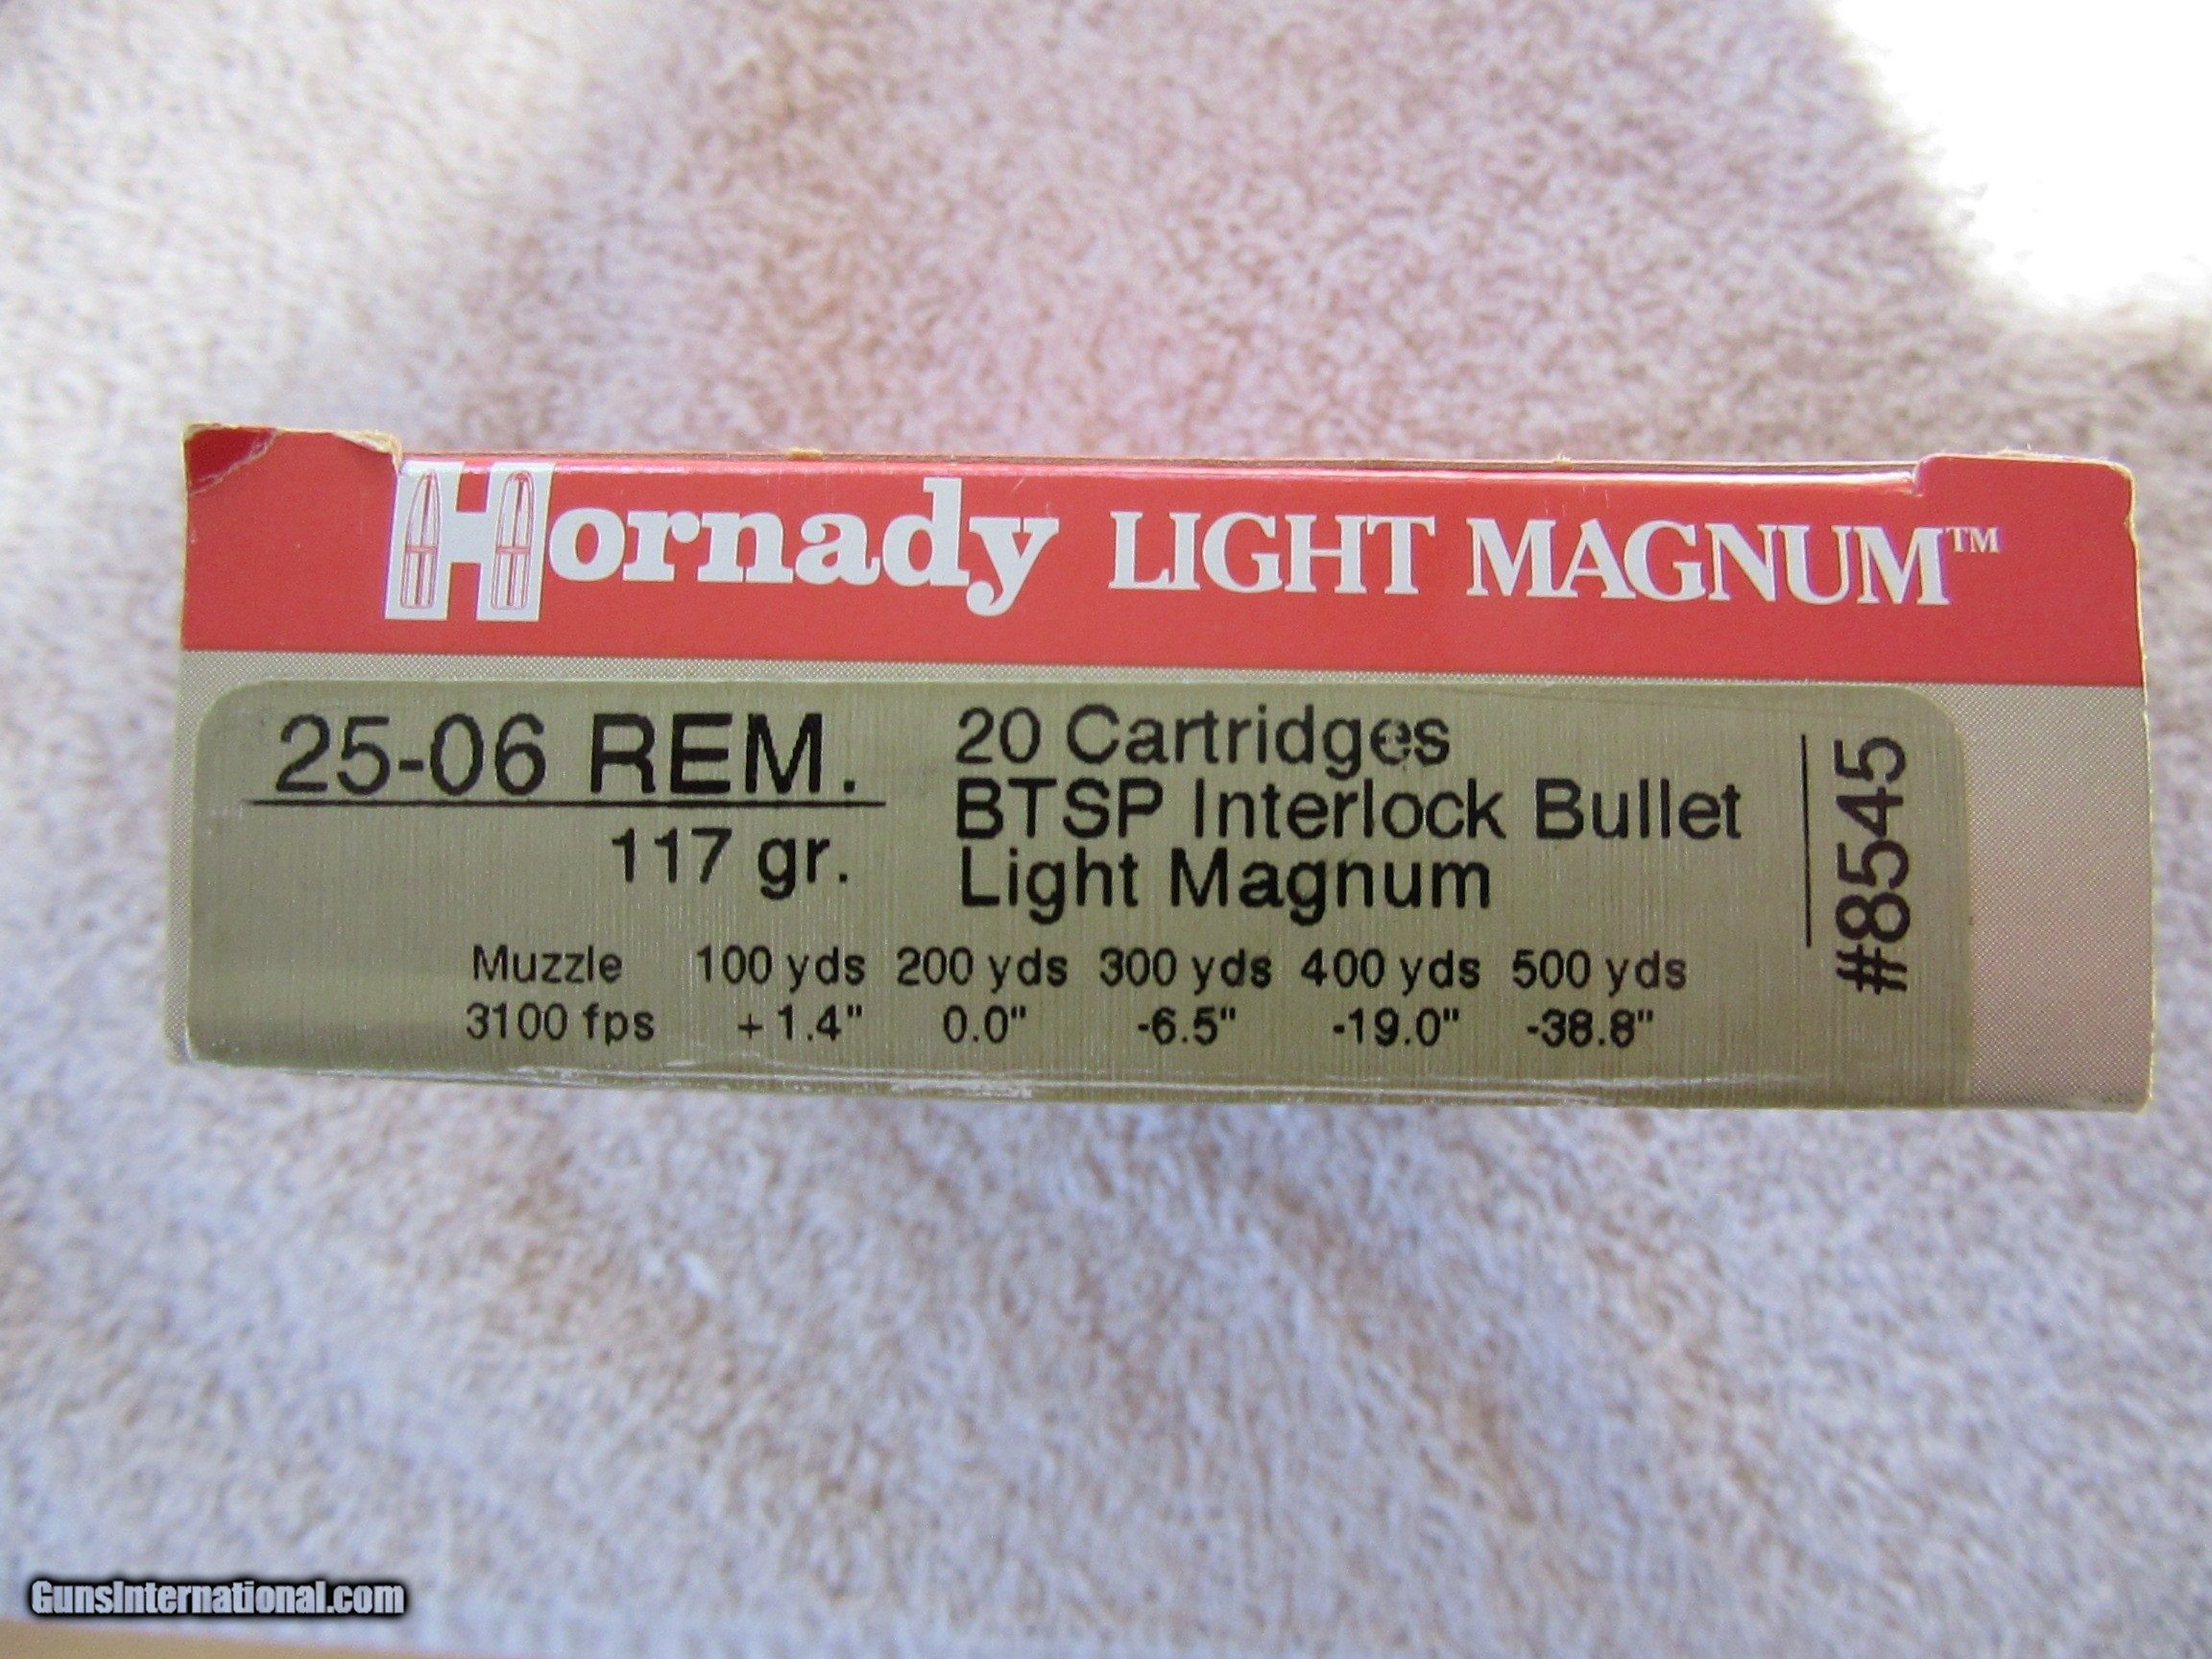 Hornady LIGHT MAGNUM™
25-06 REM.
117 gr.
20 Cartridges
BTSP Interlock Bullet
Light Magnum
#8545
Muzzle 100 yds 200 yds 300 yds 400 yds 500 yds
3100 fps +1.4" 0.0" -6.5" -19.0" -38.8"
GunsInternational.com